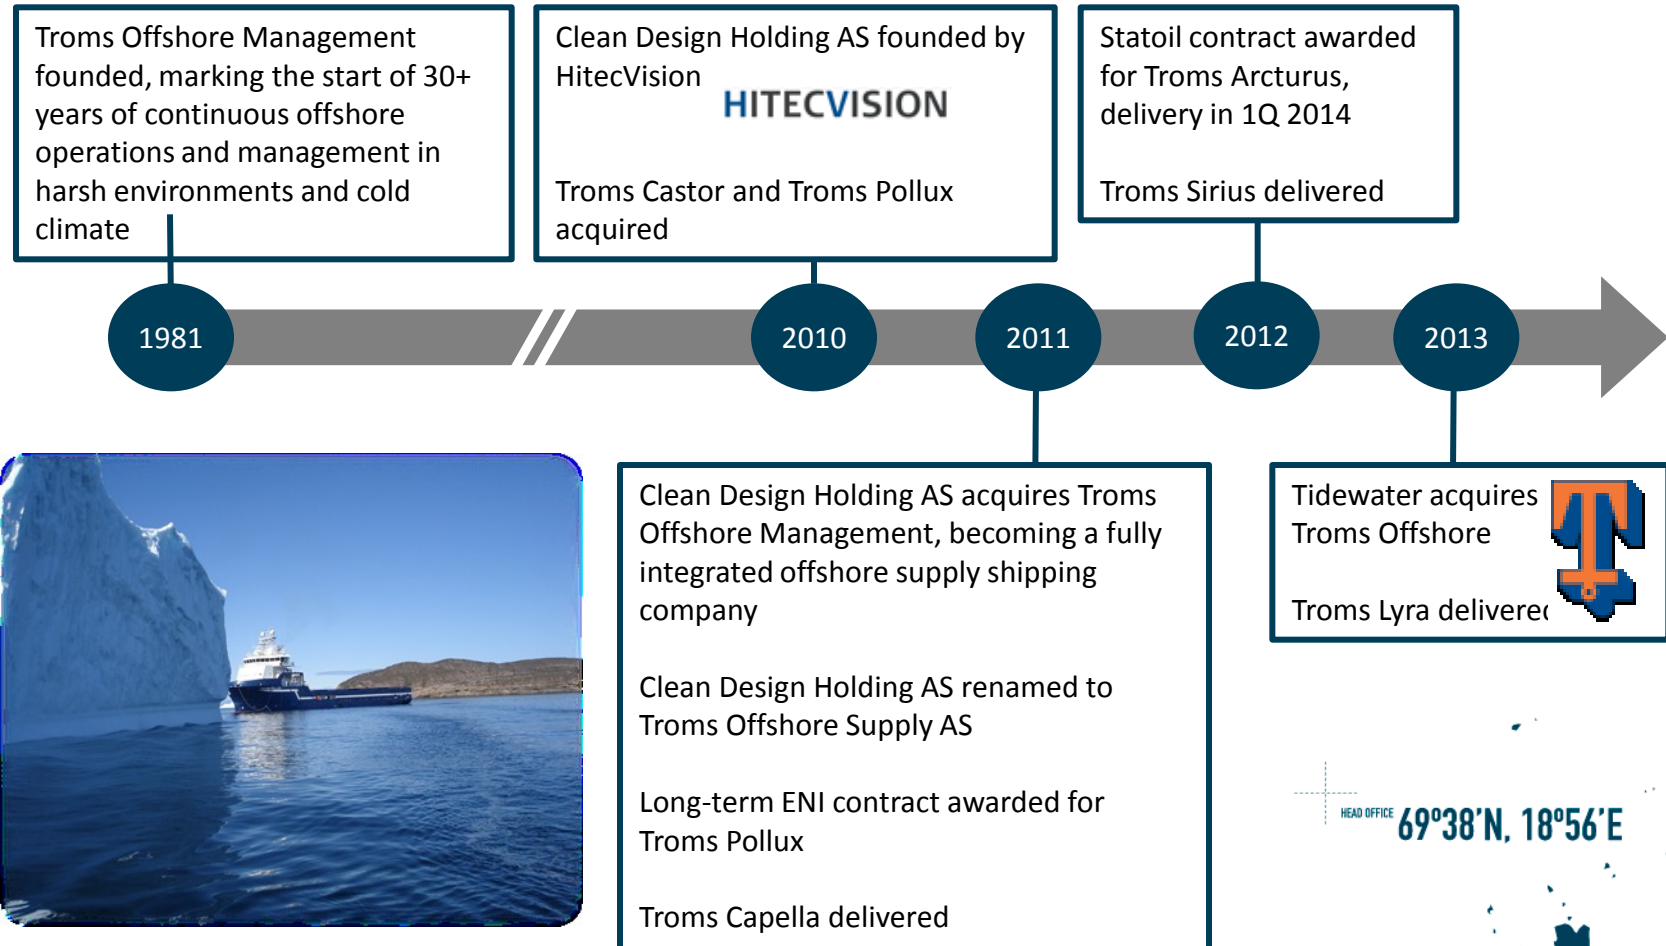 Troms Offshore Management
founded, marking the start of 30+
years of continuous offshore
operations and management in
harsh environments and cold
climate
Clean Design Holding AS founded by
HitecVision
HITECVISION
Troms Castor and Troms Pollux
acquired
Statoil contract awarded
for Troms Arcturus,
delivery in 1Q 2014
Troms Sirius delivered
1981
2010
2011
2012
2013
Clean Design Holding AS acquires Troms
Offshore Management, becoming a fully
integrated offshore supply shipping
company
Clean Design Holding AS renamed to
Troms Offshore Supply AS
Long-term ENI contract awarded for
Troms Pollux
Troms Capella delivered
Tidewater acquires
Troms Offshore
Troms Lyra delivered
HEAD OFFICE 69º38'N, 18º56'E